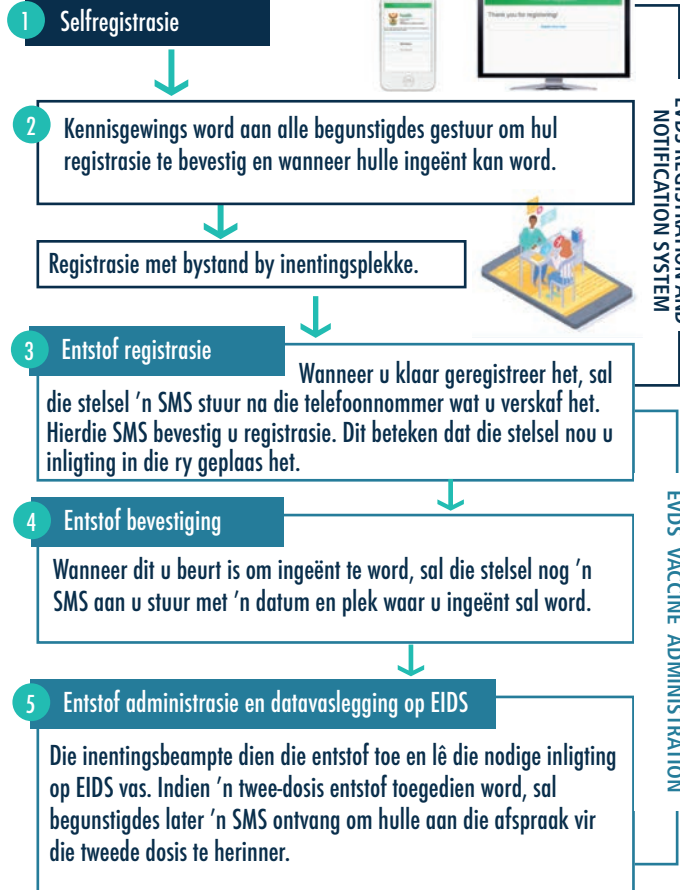 1 Selfregistrasie
Thank you for registering!
2 Kennisgewings word aan alle begunstigdes gestuur om hul
registrasie te bevestig en wanneer hulle ingeënt kan word.
Registrasie met bystand by inentingsplekke.
3 Entstof registrasie
Wanneer u klaar geregistreer het, sal
die stelsel ’n SMS stuur na die telefoonnommer wat u verskaf het.
Hierdie SMS bevestig u registrasie. Dit beteken dat die stelsel nou u
inligting in die ry geplaas het.
4 Entstof bevestiging
Wanneer dit u beurt is om ingeënt te word, sal die stelsel nog ’n
SMS aan u stuur met ’n datum en plek waar u ingeënt sal word.
5 Entstof administrasie en datavaslegging op EIDS
Die inentingsbeampte dien die entstof toe en lê die nodige inligting
op EIDS vas. Indien ’n twee-dosis entstof toegedien word, sal
begunstigdes later ’n SMS ontvang om hulle aan die afspraak vir
die tweede dosis te herinner.
EVDS REGISTRATION AND
NOTIFICATION SYSTEM
EVDS VACCINE ADMINISTRATION